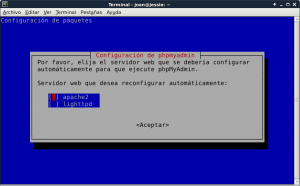 Terminal - joan@jessie: ~
Archivo Editar Ver Terminal Pestañas Ayuda
Configuración de paquetes
Configuración de phpmyadmin
Por favor, elija el servidor web que se debería configurar
automáticamente para que ejecute phpMyAdmin.
Servidor web que desea reconfigurar automáticamente:
[ ] apache2
[ ] lighttpd
<Aceptar>